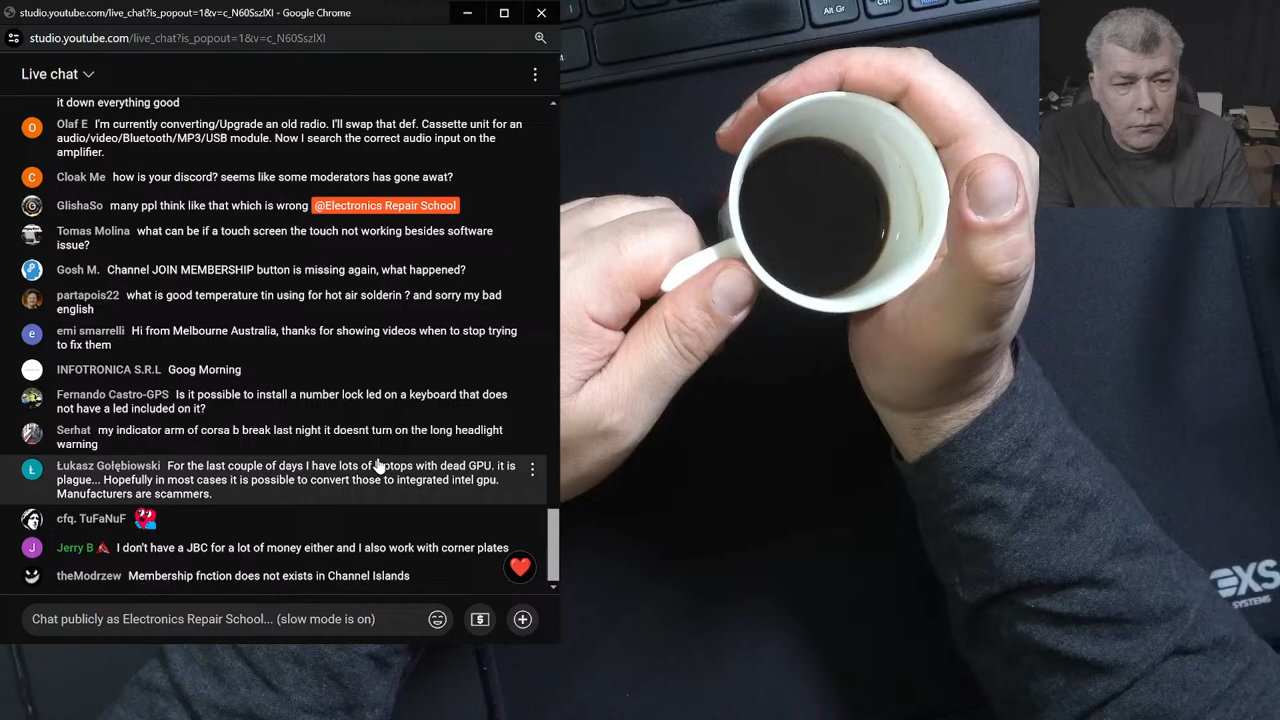 studio.youtube.com/live_chat?is_popout=1&v=c_N60SszlXI - Google Chrome
studio.youtube.com/live_chat?is_popout=1&v=c_N60SszlXI
Live chat
it down everything good
Olaf E I'm currently converting/Upgrade an old radio. I'll swap that def. Cassette unit for an
audio/video/Bluetooth/MP3/USB module. Now I search the correct audio input on the
amplifier.
Cloak Me how is your discord? seems like some moderators has gone awat?
GlishaSo many ppl think like that which is wrong @Electronics Repair School
Tomas Molina what can be if a touch screen the touch not working besides software
issue?
Gosh M. Channel JOIN MEMBERSHIP button is missing again, what happened?
partapois22 what is good temperature tin using for hot air solderin ? and sorry my bad
english
emi smarrelli Hi from Melbourne Australia, thanks for showing videos when to stop trying
to fix them
INFOTRONICA S.R.L Goog Morning
Fernando Castro-GPS Is it possible to install a number lock led on a keyboard that does
not have a led included on it?
Serhat my indicator arm of corsa b break last night it doesnt turn on the long headlight
warning
Łukasz Gołębiowski For the last couple of days I have lots of laptops with dead GPU. it is
plague... Hopefully in most cases it is possible to convert those to integrated intel gpu.
Manufacturers are scammers.
cfq. TuFaNuF
Jerry B I don't have a JBC for a lot of money either and I also work with corner plates
theModrzew Membership fnction does not exists in Channel Islands
Chat publicly as Electronics Repair School... (slow mode is on)
Alt Gr
Ctrl
SYSTEMS